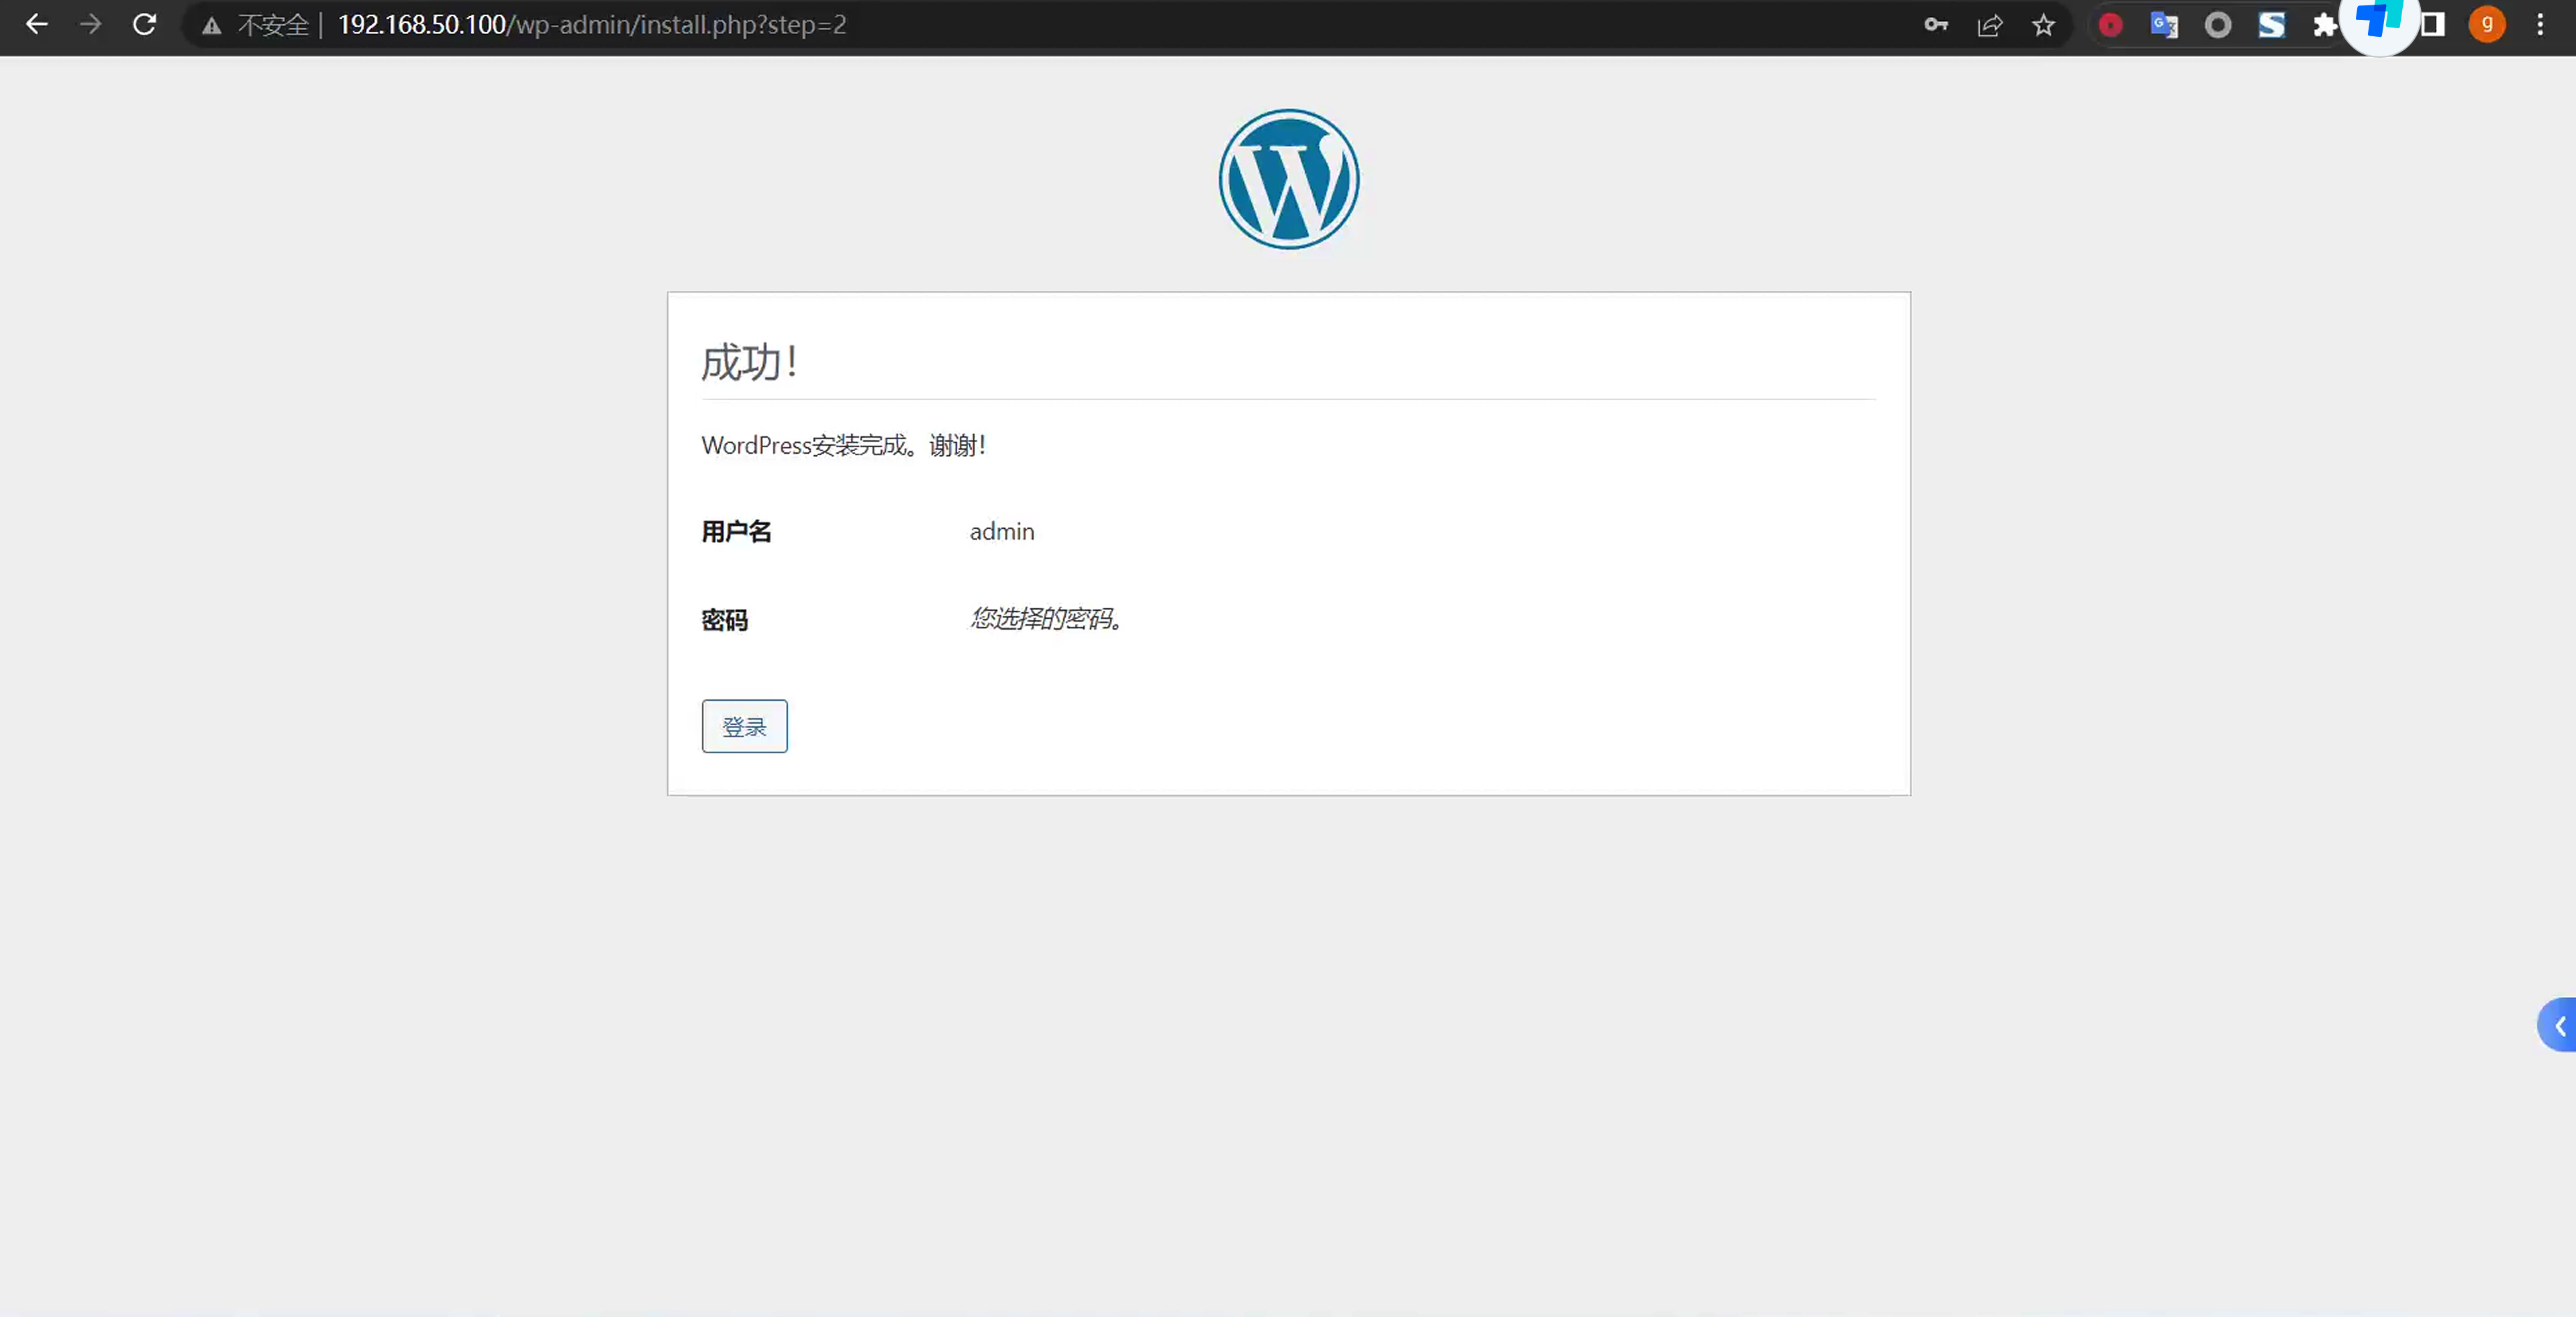 不安全 | 192.168.50.100/wp-admin/install.php?step=2
g
成功！
WordPress安装完成。谢谢！
用户名 admin
密码 您选择的密码。
登录